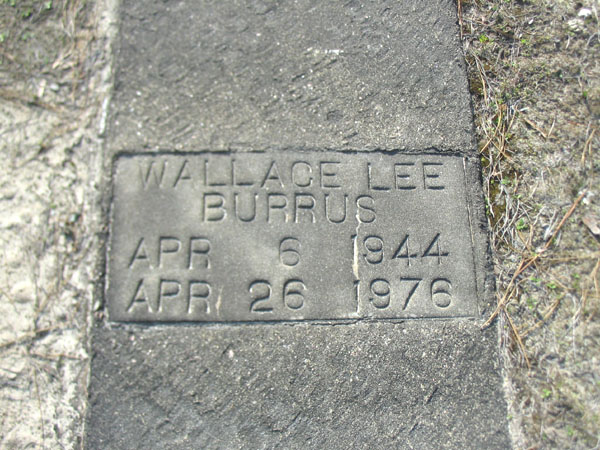 WALLACE LEE
BURRUS
APR 6 1944
APR 26 1976